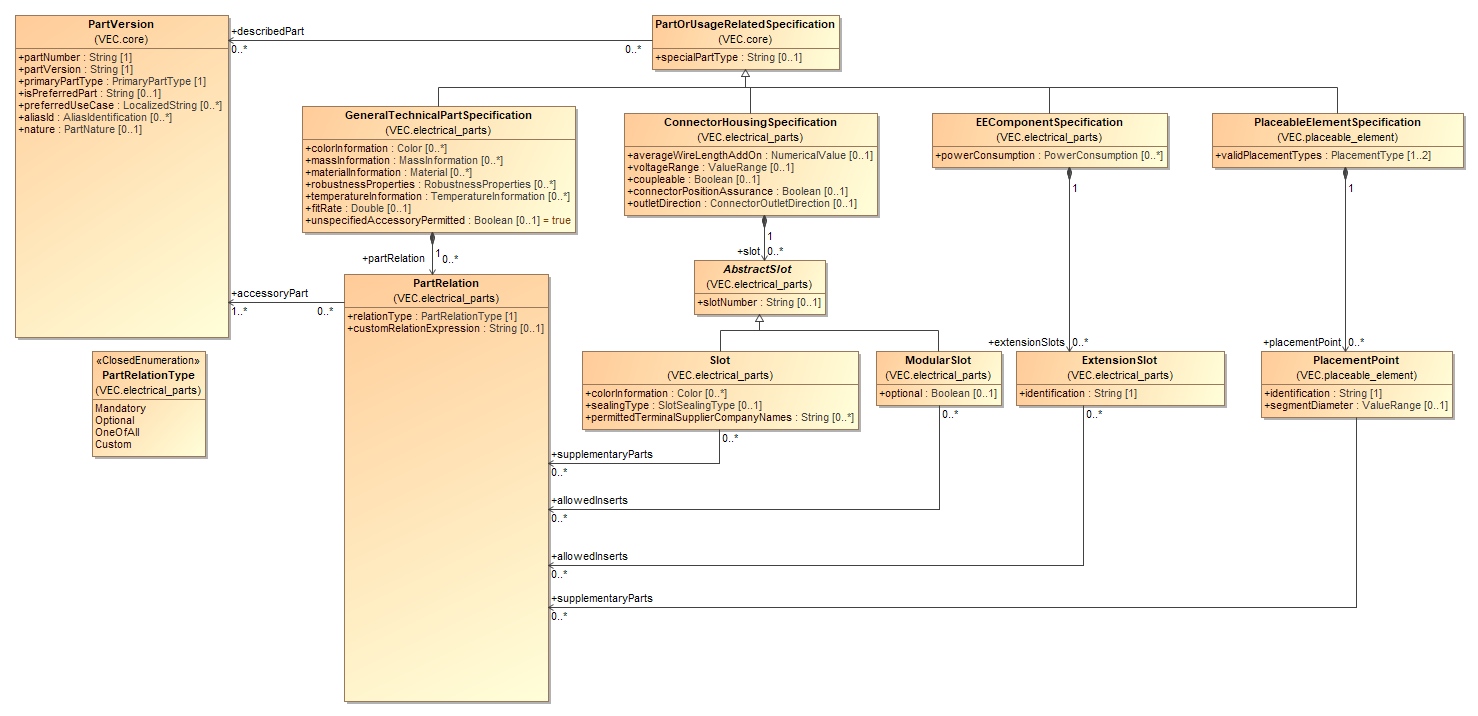 PartVersion
(VEC.core)
+partNumber : String [1]
+partVersion : String [1]
+primaryPartType : PrimaryPartType [1]
+isPreferredPart : String [0..1]
+preferredUseCase : LocalizedString [0..*]
+aliasId : AliasIdentification [0..*]
+nature : PartNature [0..1]
+describedPart
0..*
0..*
PartOrUsageRelatedSpecification
(VEC.core)
+specialPartType : String [0..1]
GeneralTechnicalPartSpecification
(VEC.electrical_parts)
+colorInformation : Color [0..*]
+massInformation : MassInformation [0..*]
+materialInformation : Material [0..*]
+robustnessProperties : RobustnessProperties [0..*]
+temperatureInformation : TemperatureInformation [0..*]
+fitRate : Double [0..1]
+unspecifiedAccessoryPermitted : Boolean [0..1] = true
ConnectorHousingSpecification
(VEC.electrical_parts)
+averageWireLengthAddOn : NumericalValue [0..1]
+voltageRange : ValueRange [0..1]
+coupleable : Boolean [0..1]
+connectorPositionAssurance : Boolean [0..1]
+outletDirection : ConnectorOutletDirection [0..1]
EEComponentSpecification
(VEC.electrical_parts)
+powerConsumption : PowerConsumption [0..*]
PlaceableElementSpecification
(VEC.placeable_element)
+validPlacementTypes : PlacementType [1..2]
1
+partRelation
0..*
1
+slot
0..*
1
+extensionSlots
0..*
1
+placementPoint
0..*
AbstractSlot
(VEC.electrical_parts)
+slotNumber : String [0..1]
+accessoryPart
1..*
0..*
PartRelation
(VEC.electrical_parts)
+relationType : PartRelationType [1]
+customRelationExpression : String [0..1]
«ClosedEnumeration»
PartRelationType
(VEC.electrical_parts)
Mandatory
Optional
OneOfAll
Custom
Slot
(VEC.electrical_parts)
+colorInformation : Color [0..*]
+sealingType : SlotSealingType [0..1]
+permittedTerminalSupplierCompanyNames : String [0..*]
ModularSlot
(VEC.electrical_parts)
+optional : Boolean [0..1]
ExtensionSlot
(VEC.electrical_parts)
+identification : String [1]
PlacementPoint
(VEC.placeable_element)
+identification : String [1]
+segmentDiameter : ValueRange [0..1]
0..*
0..*
0..*
+supplementaryParts
0..*
+allowedInserts
0..*
+allowedInserts
0..*
+supplementaryParts
0..*